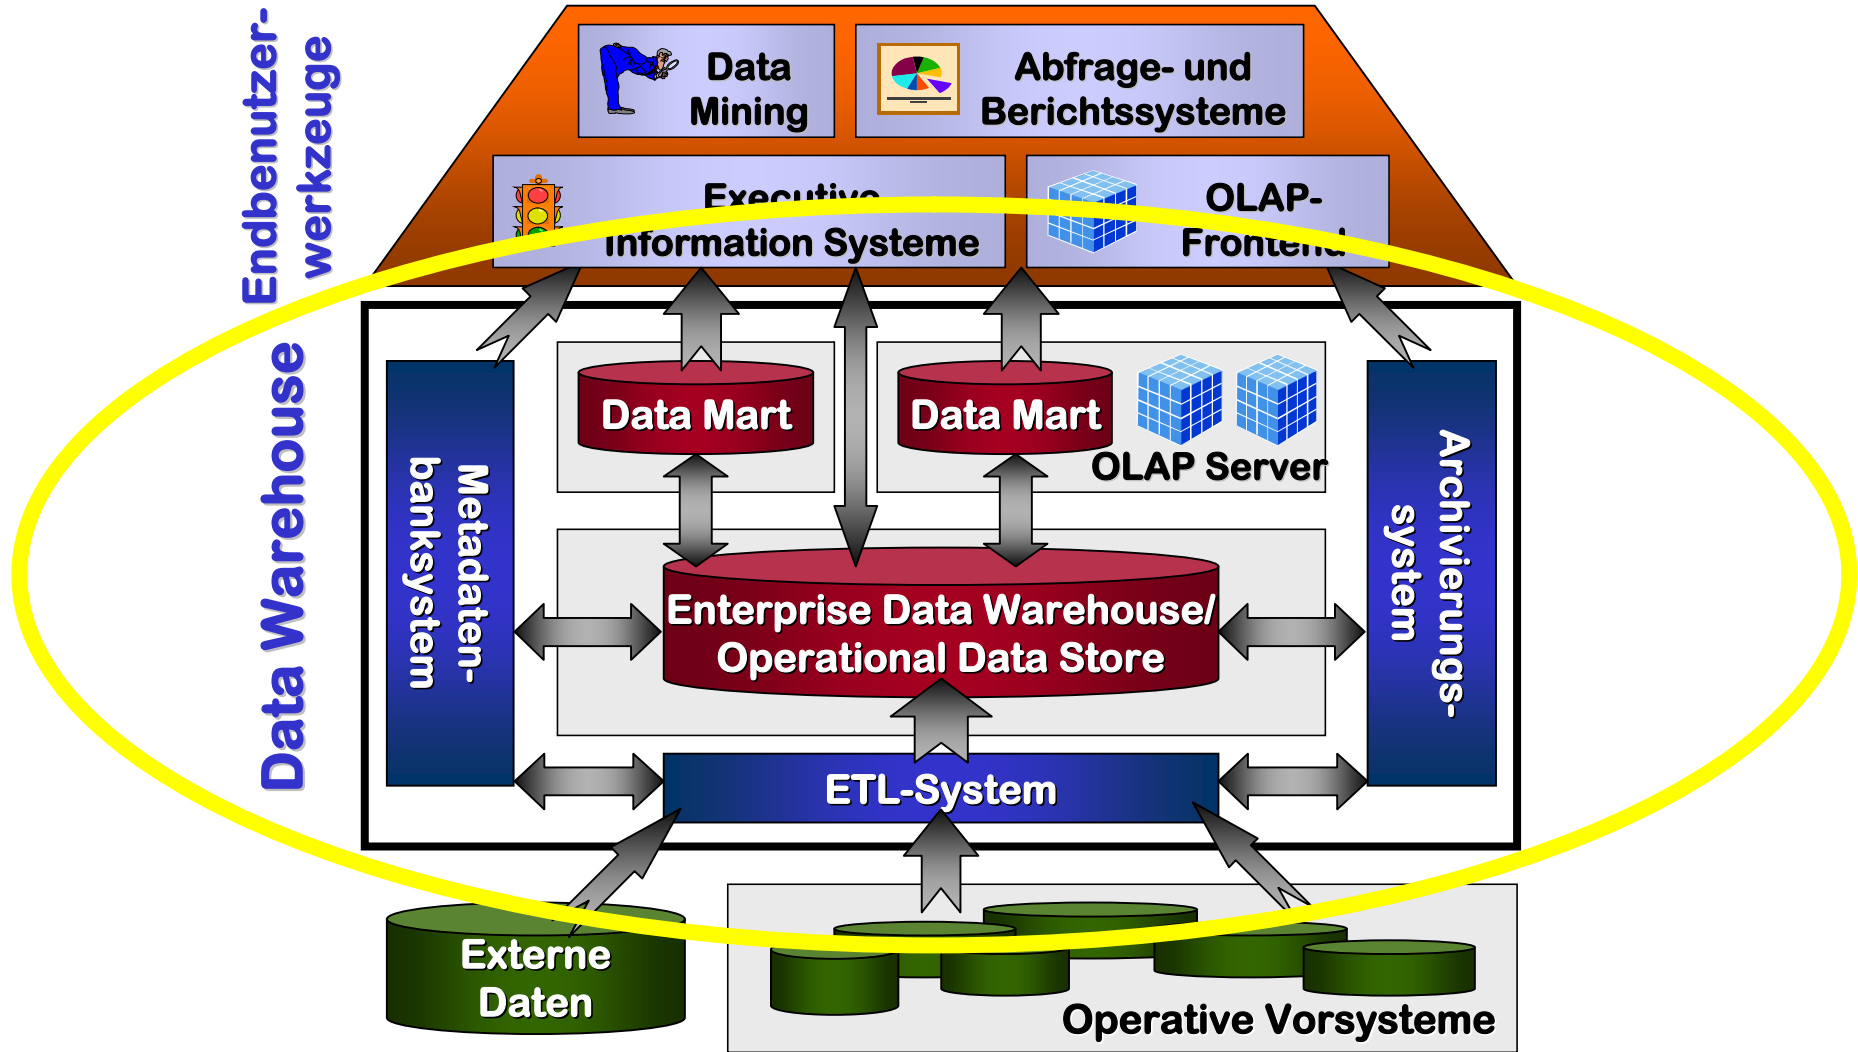 Endbenutzer-
werkzeuge
Data
Mining
Abfrage- und
Berichtssysteme
Executive
Information Systeme
OLAP-
Frontend
Data Warehouse
Metadaten-
banksystem
Data Mart
Data Mart
OLAP Server
Archivierungs-
system
Enterprise Data Warehouse/
Operational Data Store
ETL-System
Externe
Daten
Operative Vorsysteme